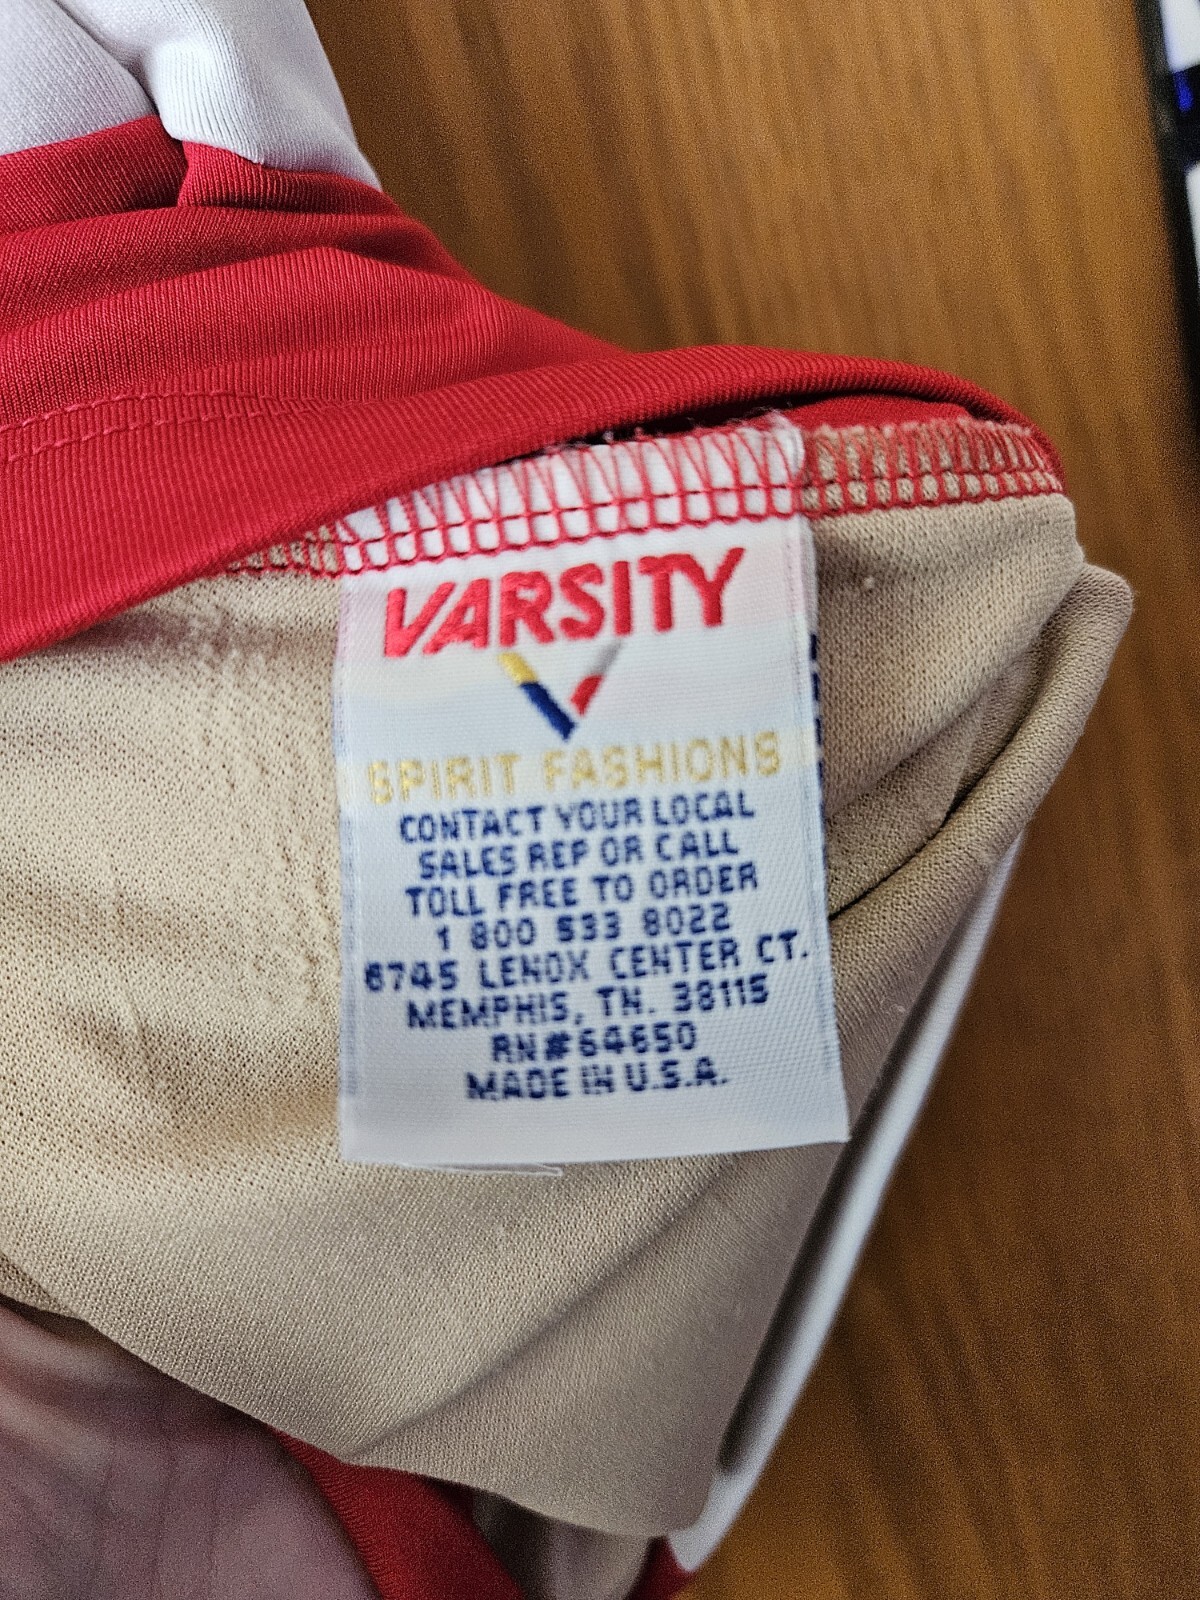 VARSITY
SPIRIT FASHIONS
CONTACT YOUR LOCAL
SALES REP OR CALL
TOLL FREE TO ORDER
1 800 533 8022
6745 LENOX CENTER CT.
MEMPHIS, TN. 38115
RN#64650
MADE IN U.S.A.